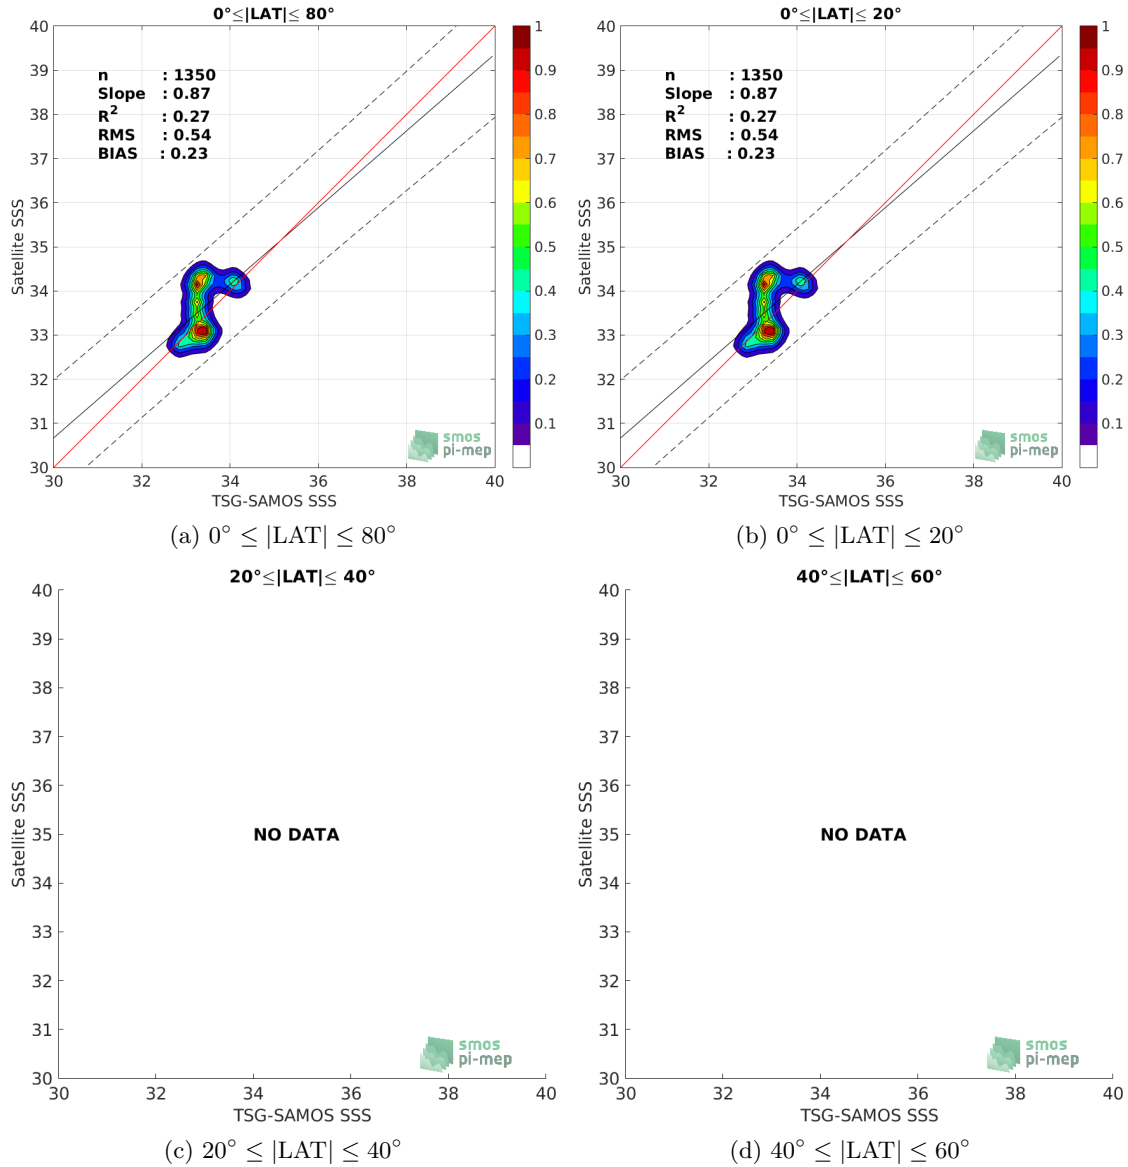 0°≤|LAT|≤ 80°
40
39
38
37
36
35
34
33
32
31
30
Satellite SSS
n : 1350
Slope : 0.87
R² : 0.27
RMS : 0.54
BIAS : 0.23
smos
pi-mep
30 32 34 36 38 40
TSG-SAMOS SSS
1
0.9
0.8
0.7
0.6
0.5
0.4
0.3
0.2
0.1
(a) 0° ≤ |LAT| ≤ 80°
0°≤|LAT|≤ 20°
40
39
38
37
36
35
34
33
32
31
30
Satellite SSS
n : 1350
Slope : 0.87
R² : 0.27
RMS : 0.54
BIAS : 0.23
smos
pi-mep
30 32 34 36 38 40
TSG-SAMOS SSS
1
0.9
0.8
0.7
0.6
0.5
0.4
0.3
0.2
0.1
(b) 0° ≤ |LAT| ≤ 20°
20°≤|LAT|≤ 40°
40
39
38
37
36
35
34
33
32
31
30
Satellite SSS
NO DATA
smos
pi-mep
30 32 34 36 38 40
TSG-SAMOS SSS
(c) 20° ≤ |LAT| ≤ 40°
40°≤|LAT|≤ 60°
40
39
38
37
36
35
34
33
32
31
30
Satellite SSS
NO DATA
smos
pi-mep
30 32 34 36 38 40
TSG-SAMOS SSS
(d) 40° ≤ |LAT| ≤ 60°